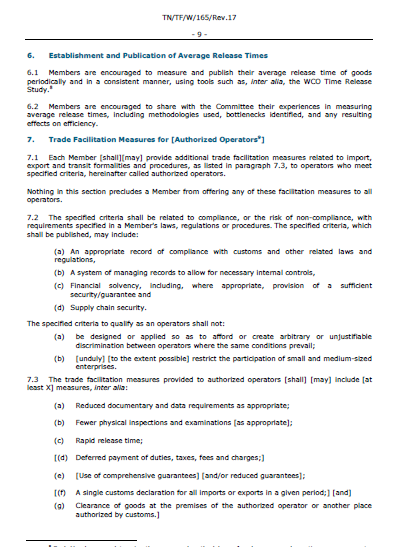 TN/TF/W/165/Rev.17
- 9 -
6. Establishment and Publication of Average Release Times
6.1 Members are encouraged to measure and publish their average release time of goods
periodically and in a consistent manner, using tools such as, inter alia, the WCO Time Release
Study.⁸
6.2 Members are encouraged to share with the Committee their experiences in measuring
average release times, including methodologies used, bottlenecks identified, and any resulting
effects on efficiency.
7. Trade Facilitation Measures for [Authorized Operators⁹]
7.1 Each Member [shall][may] provide additional trade facilitation measures related to import,
export and transit formalities and procedures, as listed in paragraph 7.3, to operators who meet
specified criteria, hereinafter called authorized operators.
Nothing in this section precludes a Member from offering any of these facilitation measures to all
operators.
7.2 The specified criteria shall be related to compliance, or the risk of non-compliance, with
requirements specified in a Member's laws, regulations or procedures. The specified criteria, which
shall be published, may include:
(a) An appropriate record of compliance with customs and other related laws and
regulations,
(b) A system of managing records to allow for necessary internal controls,
(c) Financial solvency, including, where appropriate, provision of a sufficient
security/guarantee and
(d) Supply chain security.
The specified criteria to qualify as an operators shall not:
(a) be designed or applied so as to afford or create arbitrary or unjustifiable
discrimination between operators where the same conditions prevail;
(b) [unduly] [to the extent possible] restrict the participation of small and medium-sized
enterprises.
7.3 The trade facilitation measures provided to authorized operators [shall] [may] include [at
least X] measures, inter alia:
(a) Reduced documentary and data requirements as appropriate;
(b) Fewer physical inspections and examinations [as appropriate];
(c) Rapid release time;
[(d) Deferred payment of duties, taxes, fees and charges;]
(e) [Use of comprehensive guarantees] [and/or reduced guarantees];
[(f) A single customs declaration for all imports or exports in a given period;] [and]
(g) Clearance of goods at the premises of the authorized operator or another place
authorized by customs.]